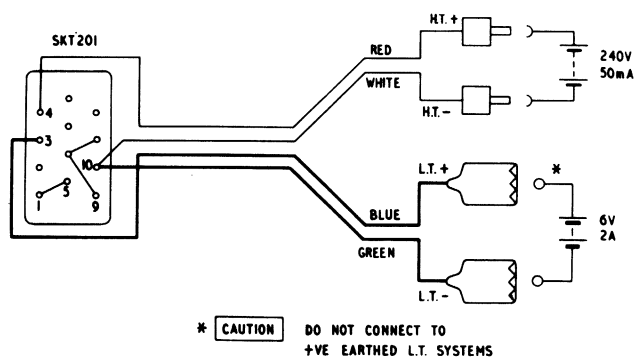 SKT201
H.T. +
RED
240V
50mA
WHITE
H.T. -
4
3
10
5
1
9
L.T. +
*
BLUE
6V
2A
GREEN
L.T. -
* CAUTION DO NOT CONNECT TO
+VE EARTHED L.T. SYSTEMS